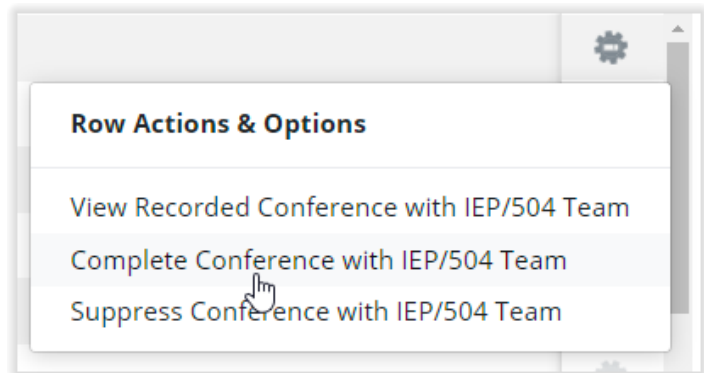 Row Actions & Options
View Recorded Conference with IEP/504 Team
Complete Conference with IEP/504 Team
Suppress Conference with IEP/504 Team